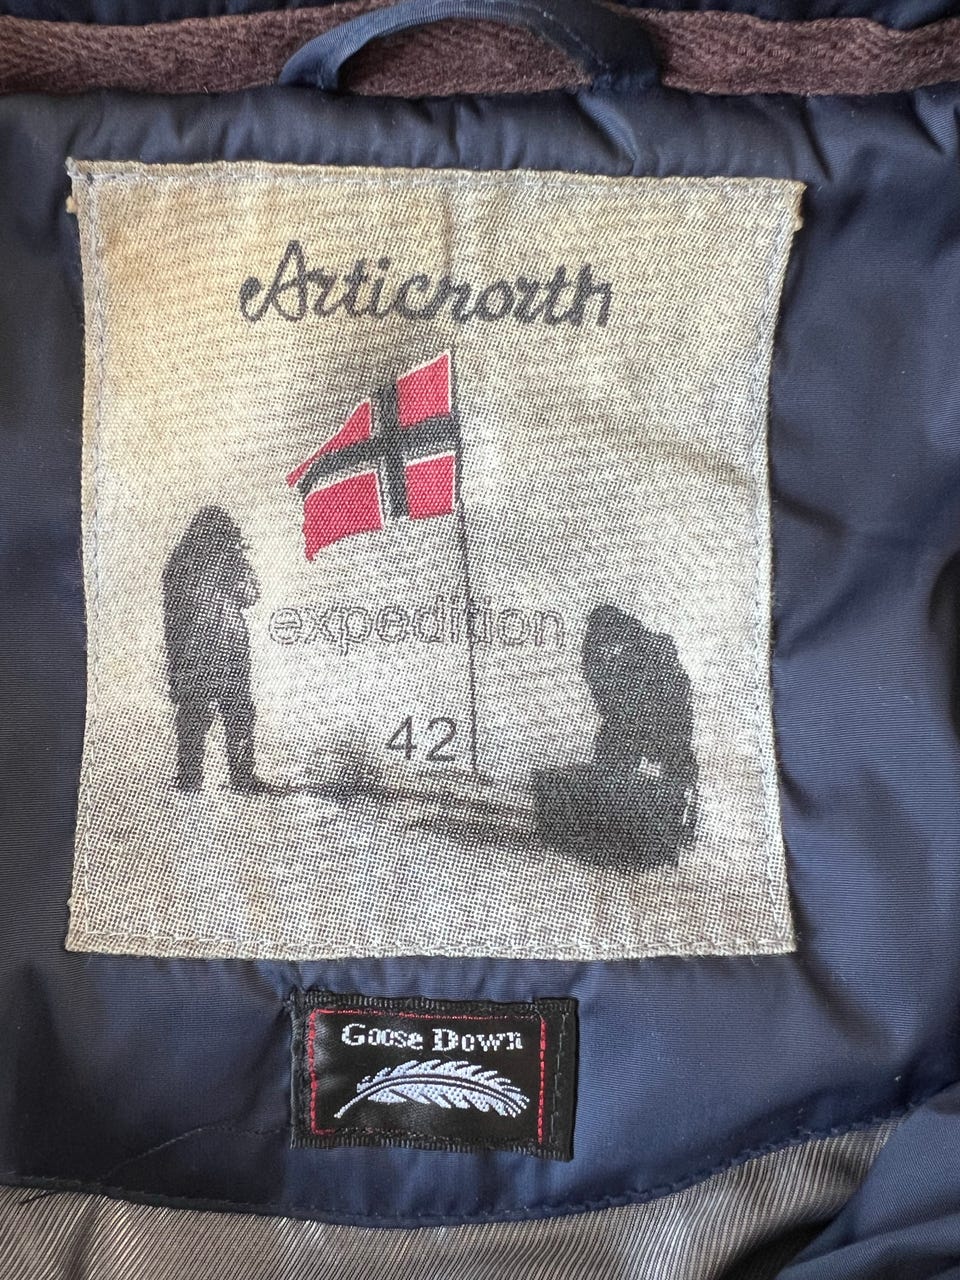 Articnorth
expedition
42
Goose Down